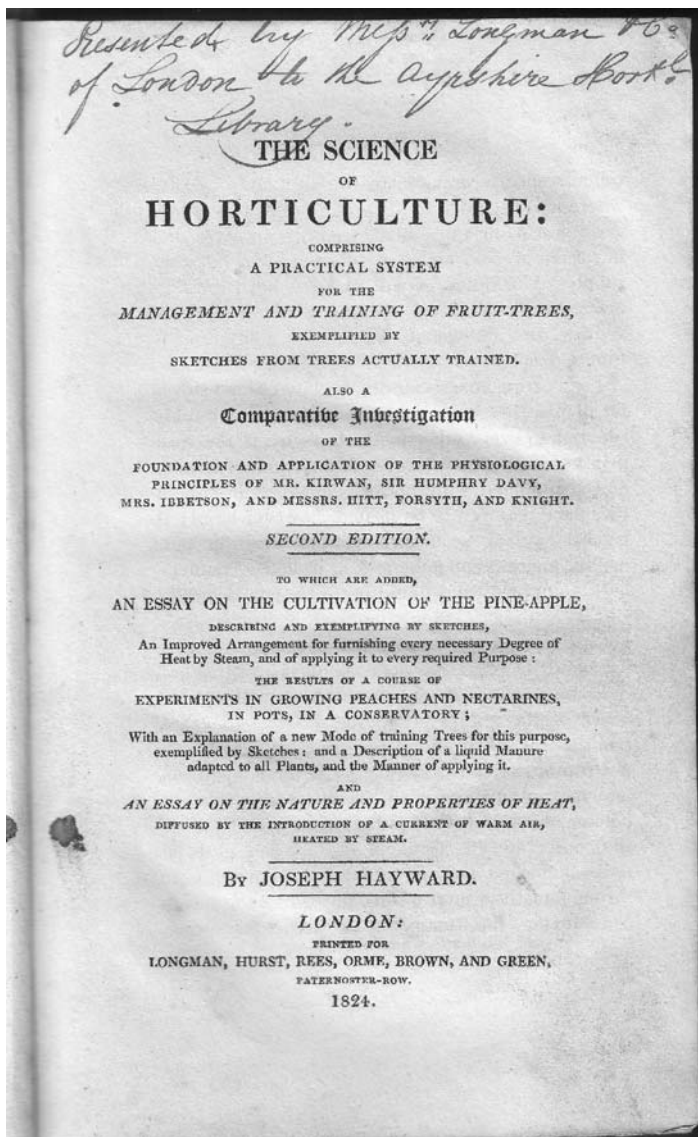 Presented by Messrs. Longman & Co.
of London to the Ayrshire Hortl.
Library.
THE SCIENCE
OF
HORTICULTURE:
COMPRISING
A PRACTICAL SYSTEM
FOR THE
MANAGEMENT AND TRAINING OF FRUIT-TREES,
EXEMPLIFIED BY
SKETCHES FROM TREES ACTUALLY TRAINED.
ALSO A
Comparative Investigation
OF THE
FOUNDATION AND APPLICATION OF THE PHYSIOLOGICAL
PRINCIPLES OF MR. KIRWAN, SIR HUMPHRY DAVY,
MRS. IBBETSON, AND MESSRS. HITT, FORSYTH, AND KNIGHT.
SECOND EDITION.
TO WHICH ARE ADDED,
AN ESSAY ON THE CULTIVATION OF THE PINE-APPLE,
DESCRIBING AND EXEMPLIFYING BY SKETCHES,
An Improved Arrangement for furnishing every necessary Degree of
Heat by Steam, and of applying it to every required Purpose:
THE RESULTS OF A COURSE OF
EXPERIMENTS IN GROWING PEACHES AND NECTARINES,
IN POTS, IN A CONSERVATORY;
With an Explanation of a new Mode of training Trees for this purpose,
exemplified by Sketches: and a Description of a liquid Manure
adapted to all Plants, and the Manner of applying it.
AND
AN ESSAY ON THE NATURE AND PROPERTIES OF HEAT,
DIFFUSED BY THE INTRODUCTION OF A CURRENT OF WARM AIR,
HEATED BY STEAM.
BY JOSEPH HAYWARD.
LONDON:
PRINTED FOR
LONGMAN, HURST, REES, ORME, BROWN, AND GREEN,
PATERNOSTER-ROW.
1824.